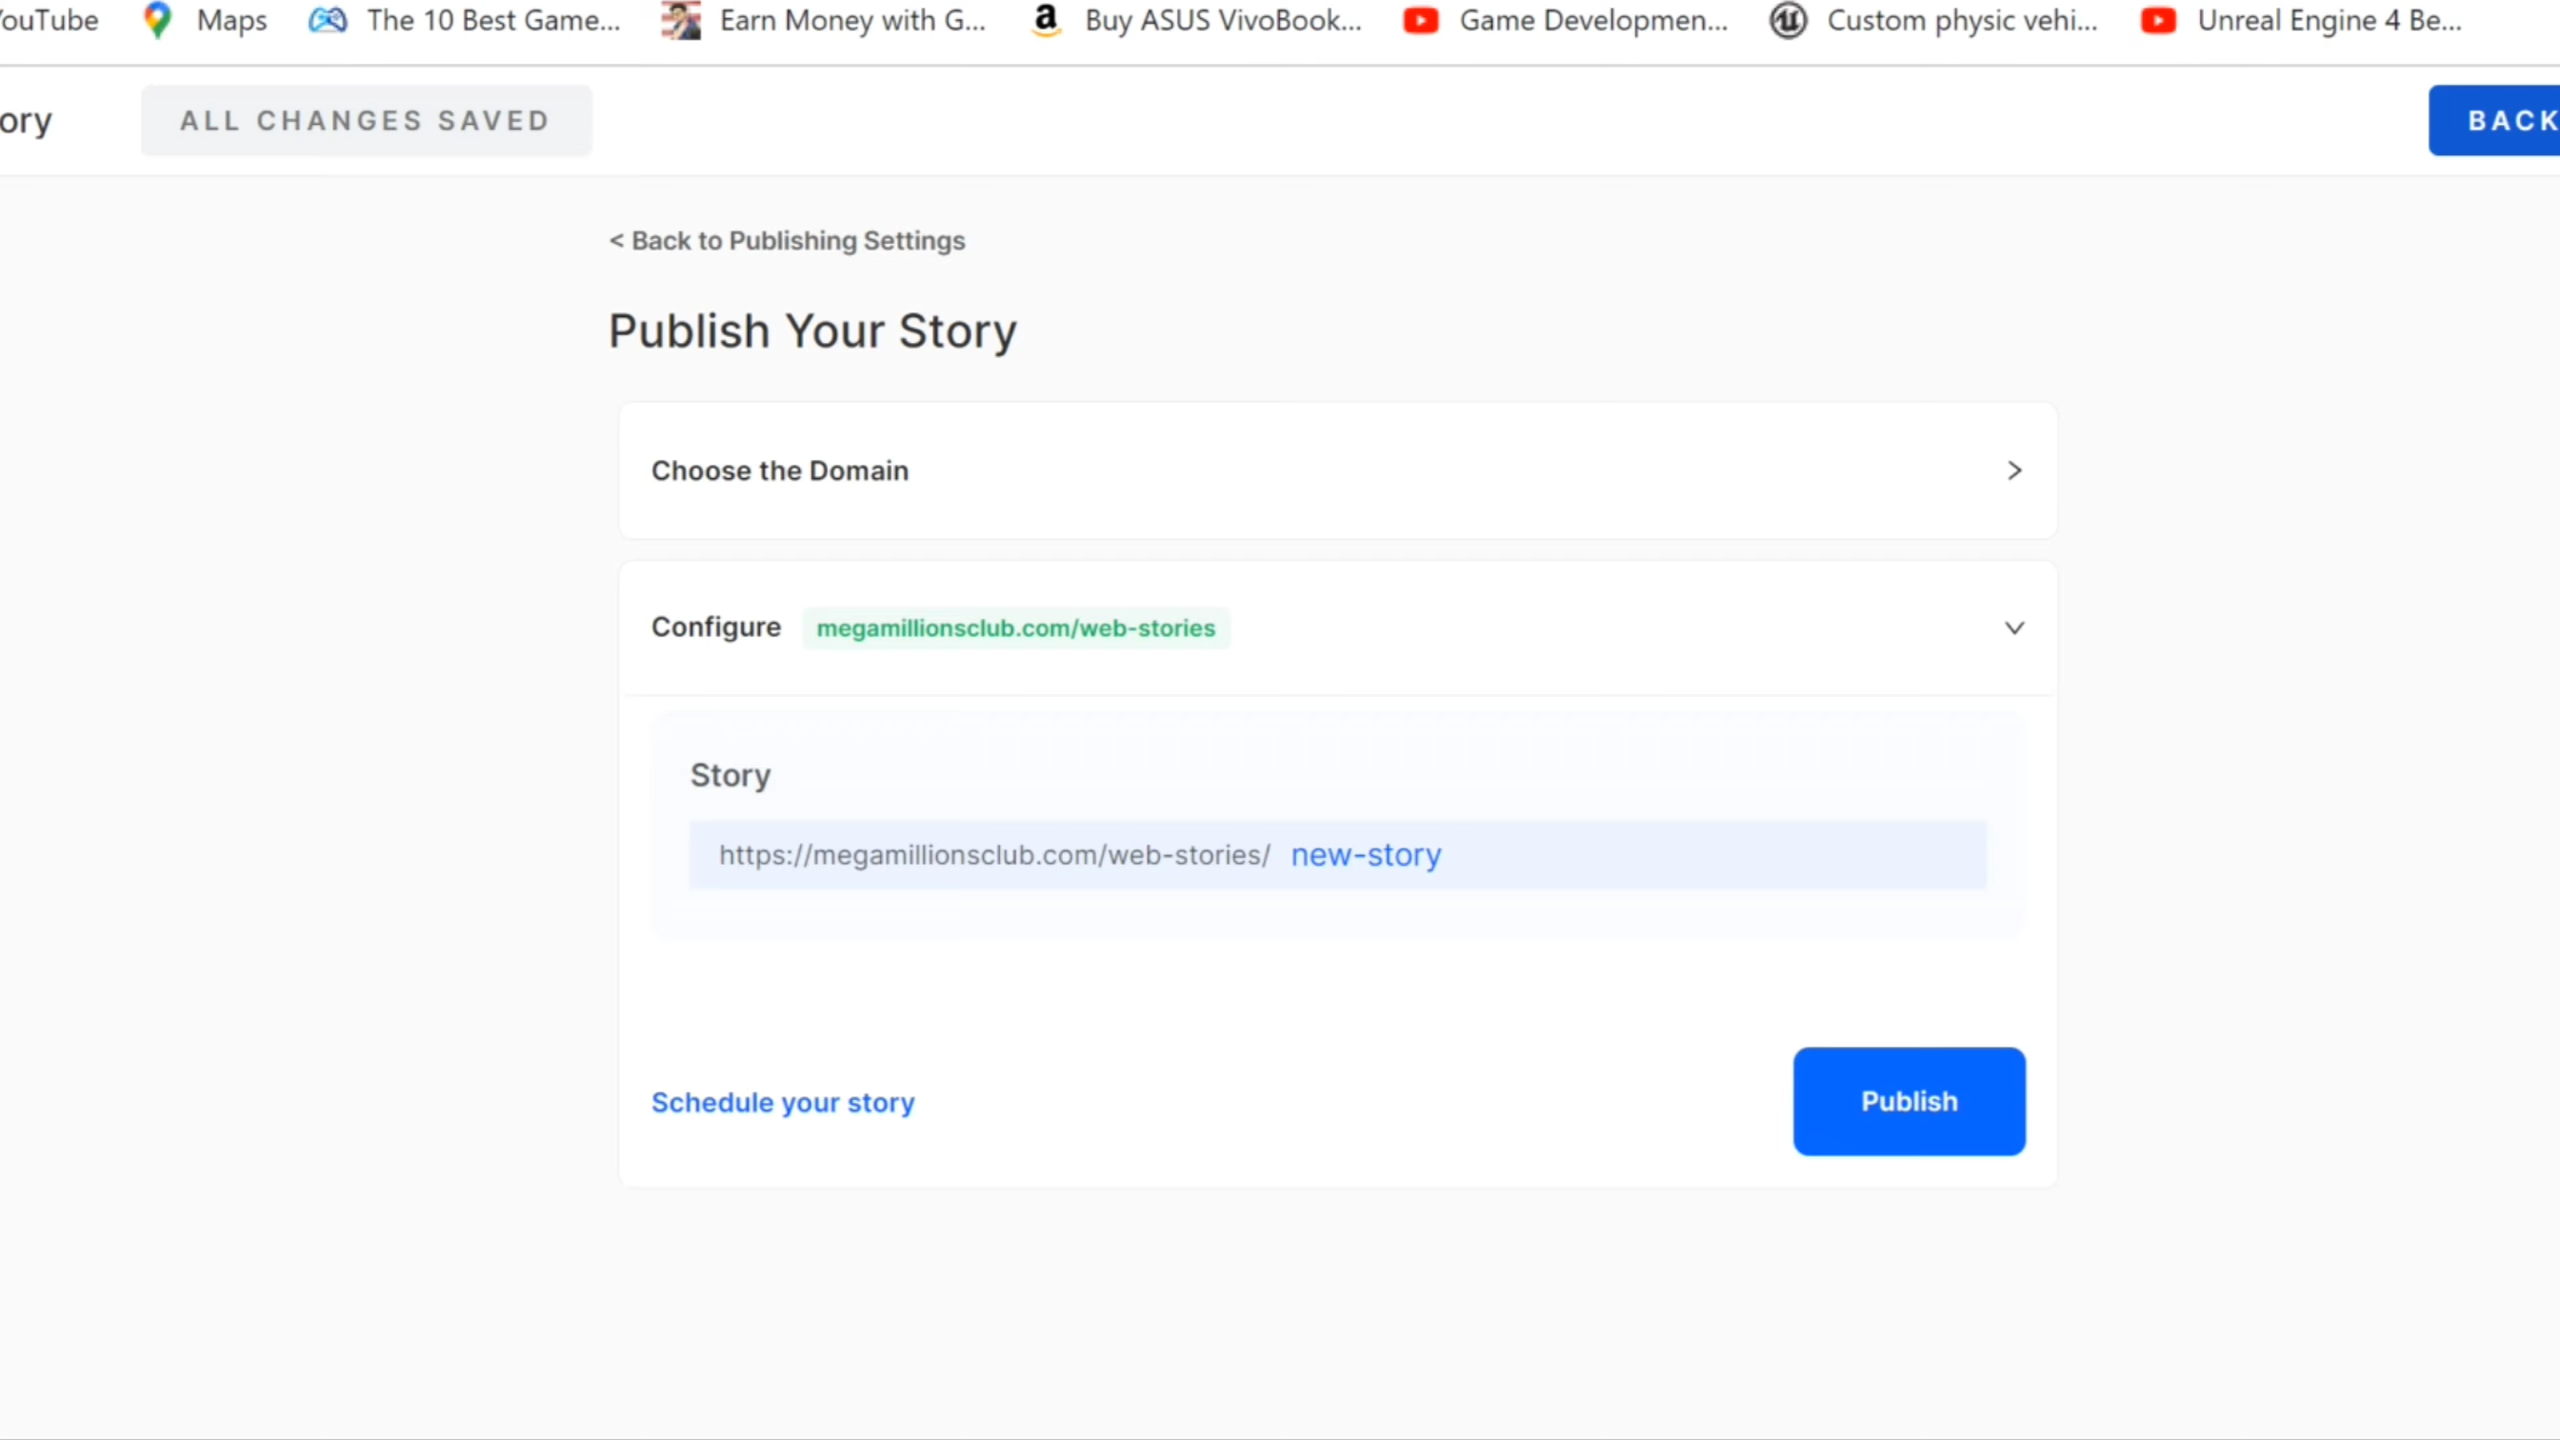 YouTube Maps The 10 Best Game... Earn Money with G... Buy ASUS VivoBook... Game Developmen... Custom physic vehi... Unreal Engine 4 Be...
ory ALL CHANGES SAVED BACK
< Back to Publishing Settings
Publish Your Story
Choose the Domain >
Configure megamillionsclub.com/web-stories
Story
https://megamillionsclub.com/web-stories/ new-story
Schedule your story Publish